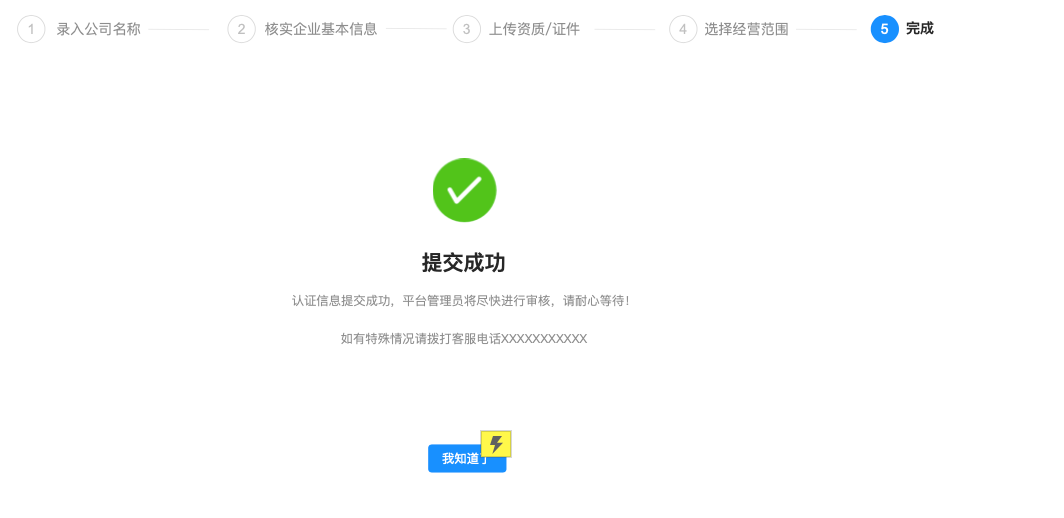 1 录入公司名称 2 核实企业基本信息 3 上传资质/证件 4 选择经营范围 5 完成
提交成功
认证信息提交成功，平台管理员将尽快进行审核，请耐心等待！
如有特殊情况请拨打客服电话XXXXXXXXXXX
我知道了